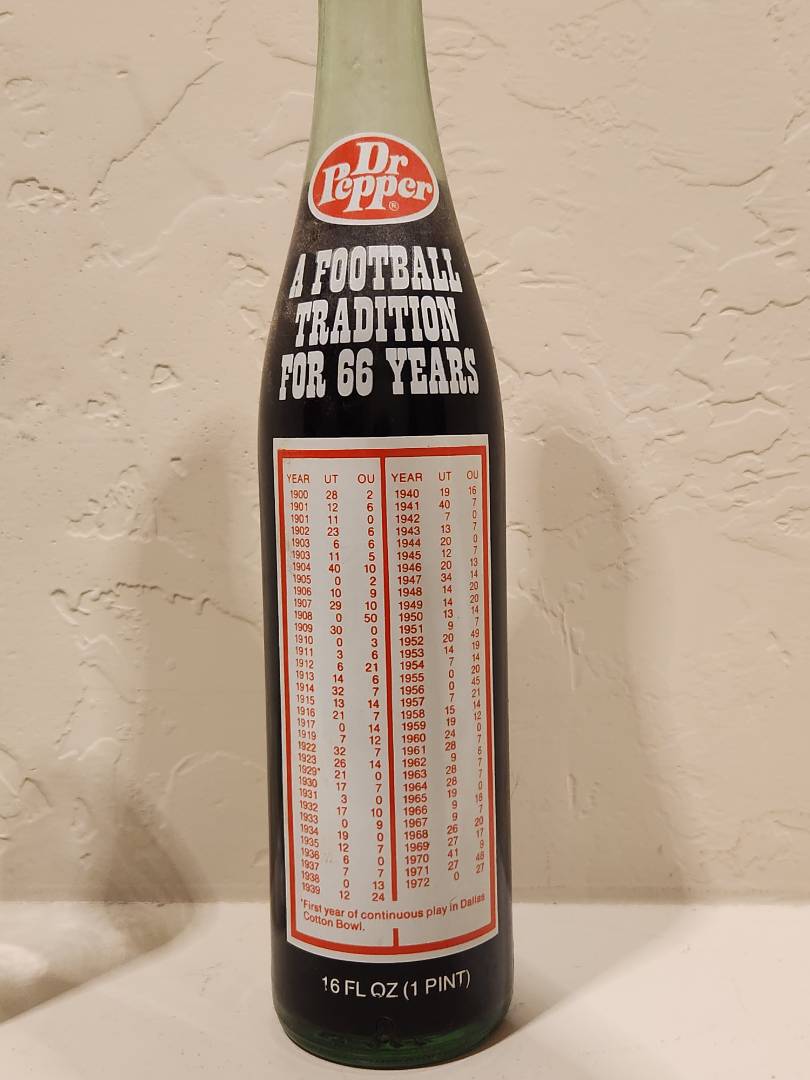 Dr
Pepper®
A FOOTBALL
TRADITION
FOR 66 YEARS
YEAR UT OU
1900 28 2
1901 12 6
1901 11 0
1902 23 6
1903 6 6
1903 11 5
1904 40 10
1905 0 2
1906 10 9
1907 29 10
1908 0 50
1909 30 0
1910 0 3
1911 3 6
1912 6 21
1913 14 6
1914 32 7
1915 13 14
1916 21 7
1917 0 14
1919 7 12
1922 32 7
1923 26 14
1929* 21 0
1930 17 7
1931 3 0
1932 17 10
1933 0 9
1934 19 0
1935 12 7
1936 6 0
1937 7 7
1938 0 13
1939 12 24
YEAR UT OU
1940 19 16
1941 40 7
1942 7 0
1943 13 7
1944 20 0
1945 12 7
1946 20 13
1947 34 14
1948 14 20
1949 14 20
1950 13 14
1951 9 7
1952 20 49
1953 14 19
1954 7 14
1955 0 20
1956 0 45
1957 7 21
1958 15 14
1959 19 12
1960 24 0
1961 28 7
1962 9 6
1963 28 7
1964 28 7
1965 19 0
1966 9 18
1967 9 7
1968 26 20
1969 27 17
1970 41 9
1971 27 48
1972 0 27
*First year of continuous play in Dallas
Cotton Bowl.
16 FL OZ (1 PINT)